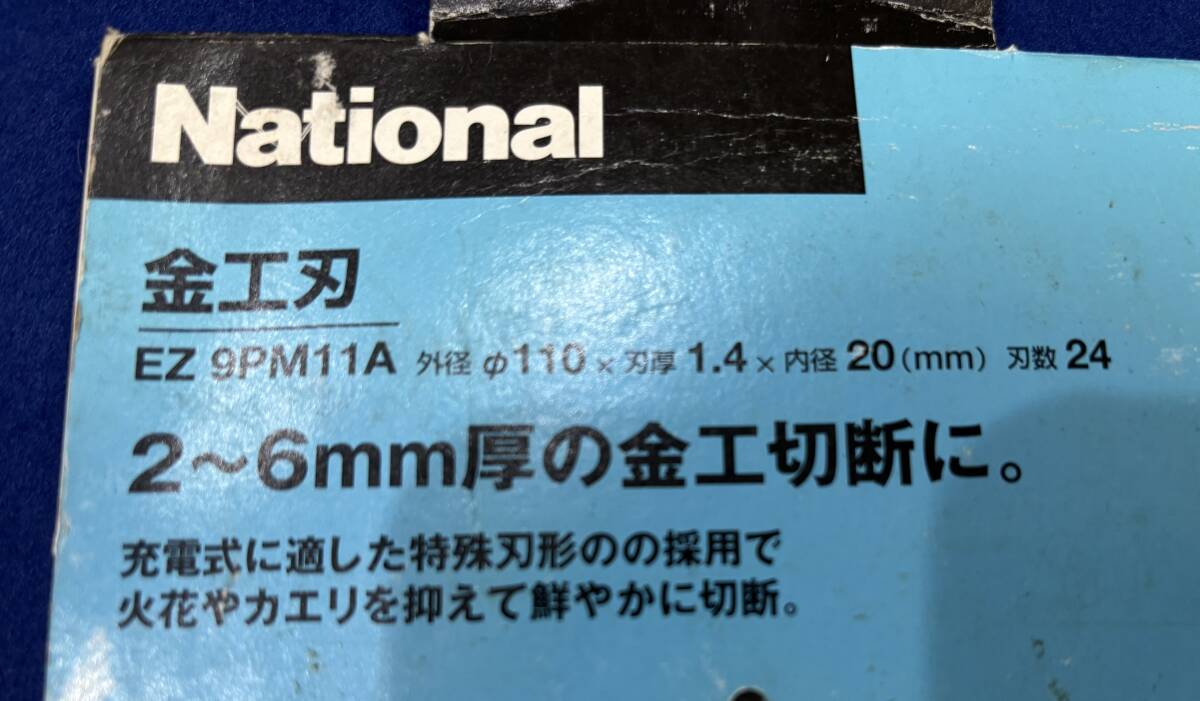 National
金工刃
EZ 9PM11A 外径 φ110 × 刃厚 1.4 × 内径 20 (mm) 刃数 24
2～6mm厚の金工切断に。
充電式に適した特殊刃形のの採用で
火花やカエリを抑えて鮮やかに切断。